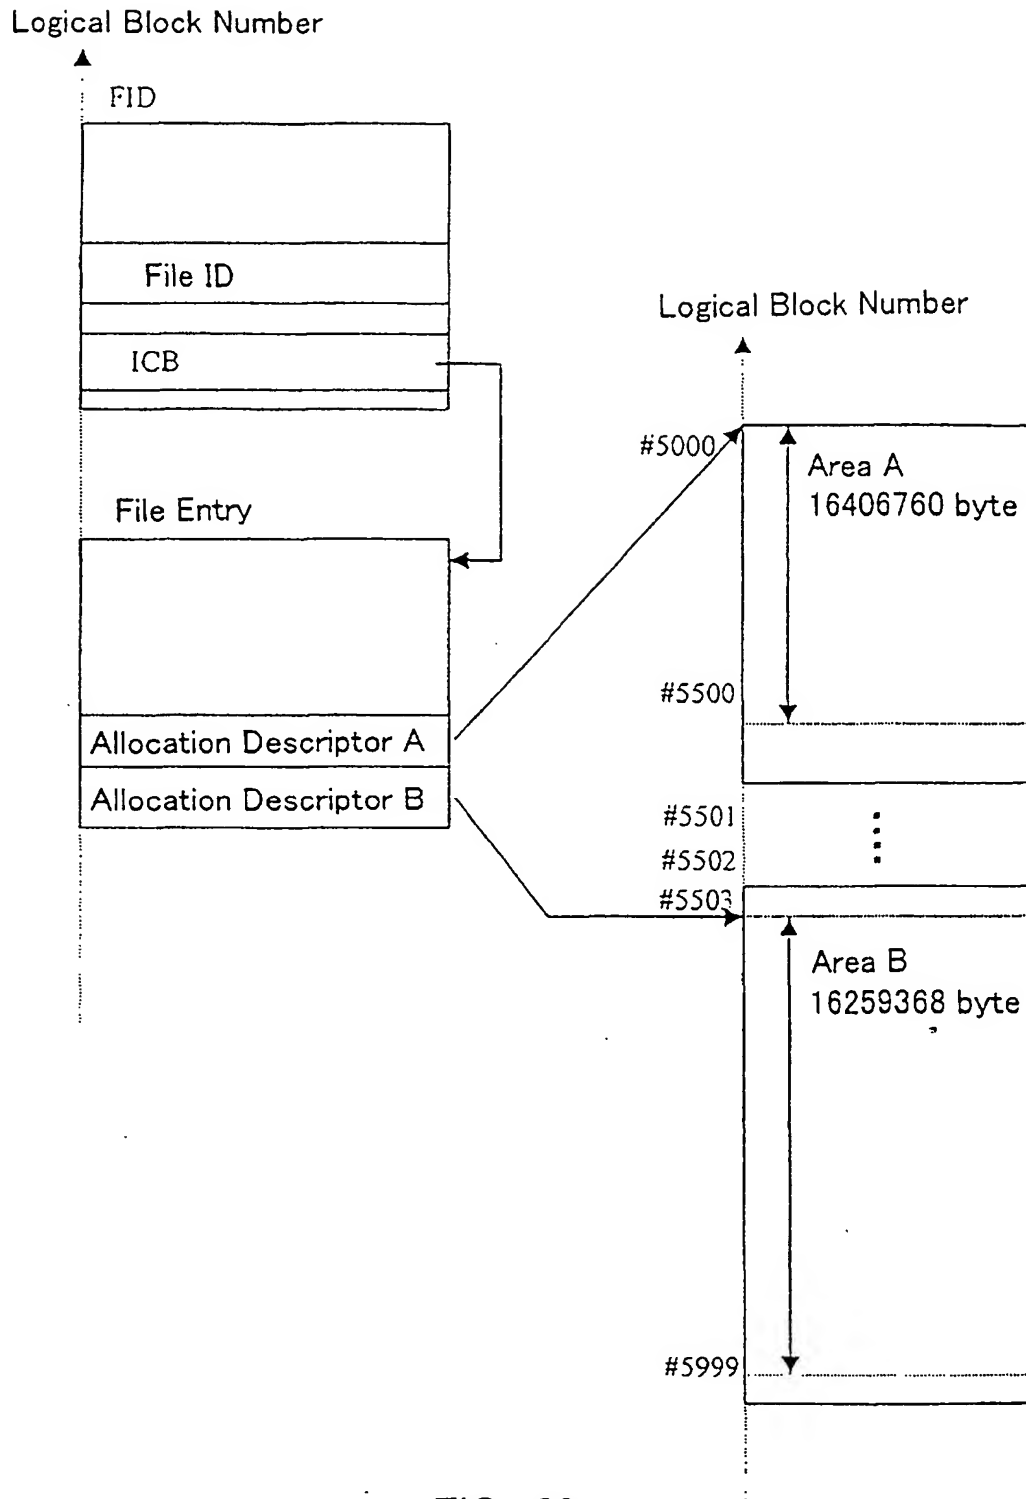 Logical Block Number
FID
File ID
ICB
File Entry
Allocation Descriptor A
Allocation Descriptor B
Logical Block Number
#5000
Area A
16406760 byte
#5500
#5501
#5502
#5503
Area B
16259368 byte
#5999